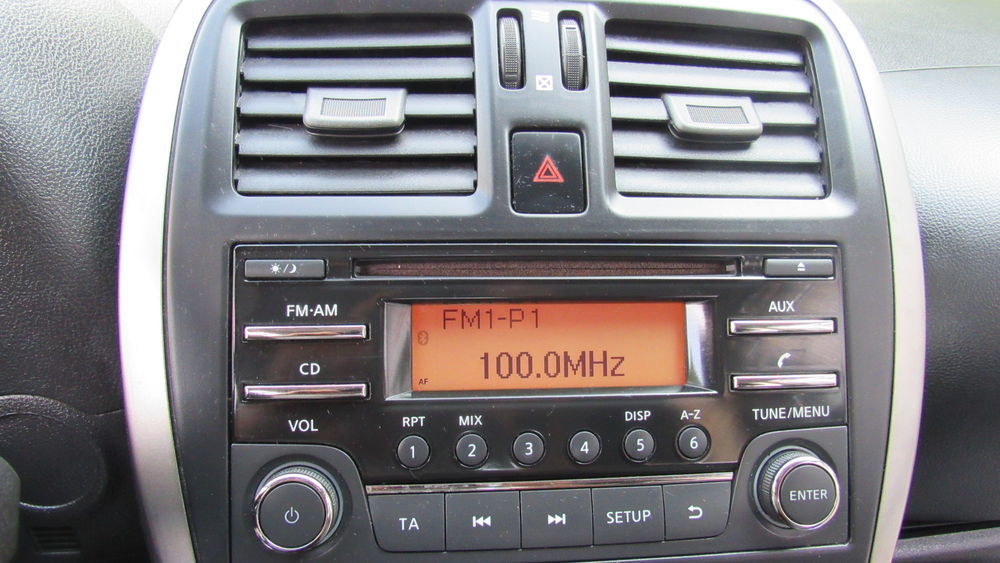 FM·AM
CD
VOL
FM1-P1
100.0MHz
AF
AUX
TUNE/MENU
RPT
MIX
DISP
A-Z
1
2
3
4
5
6
TA
SETUP
ENTER